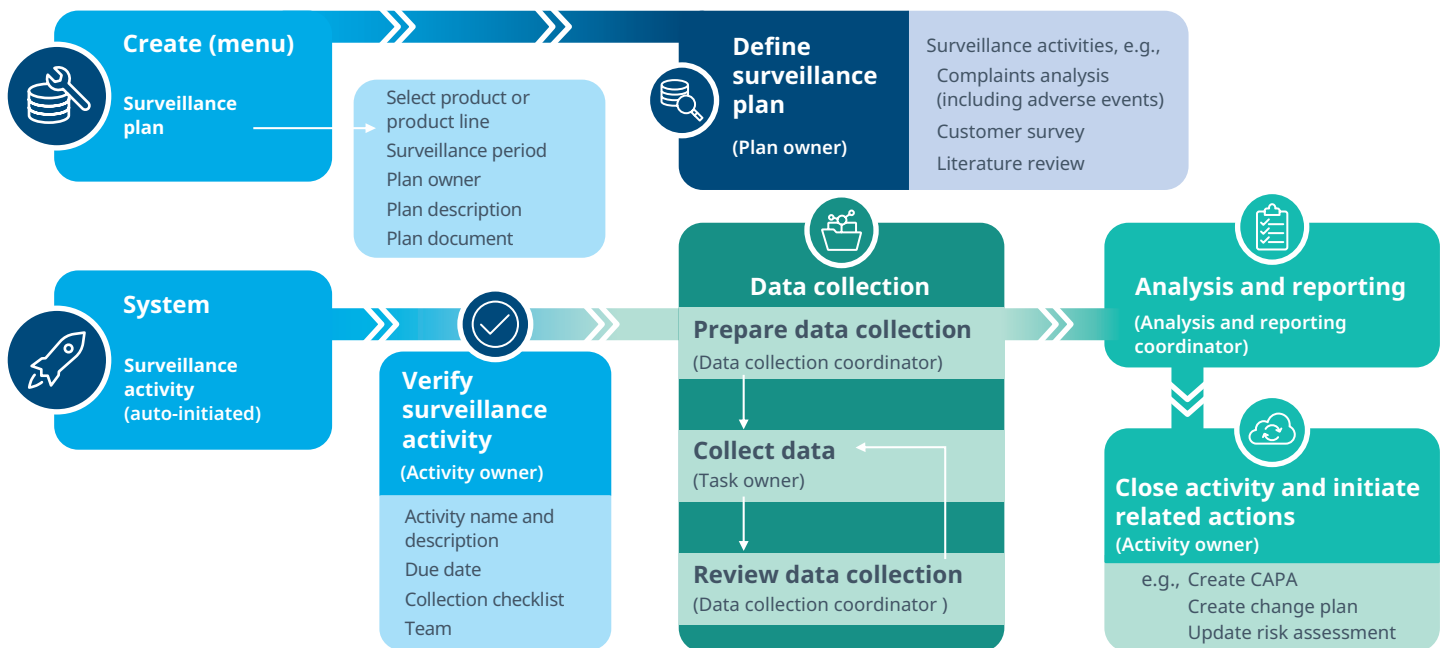 Create (menu)
Surveillance
plan
Select product or
product line
Surveillance period
Plan owner
Plan description
Plan document
Define
surveillance
plan
(Plan owner)
Surveillance activities, e.g.,
Complaints analysis
(including adverse events)
Customer survey
Literature review
System
Surveillance
activity
(auto-initiated)
Verify
surveillance
activity
(Activity owner)
Activity name and
description
Due date
Collection checklist
Team
Data collection
Prepare data collection
(Data collection coordinator)
Collect data
(Task owner)
Review data collection
(Data collection coordinator )
Analysis and reporting
(Analysis and reporting
coordinator)
Close activity and initiate
related actions
(Activity owner)
e.g., Create CAPA
Create change plan
Update risk assessment